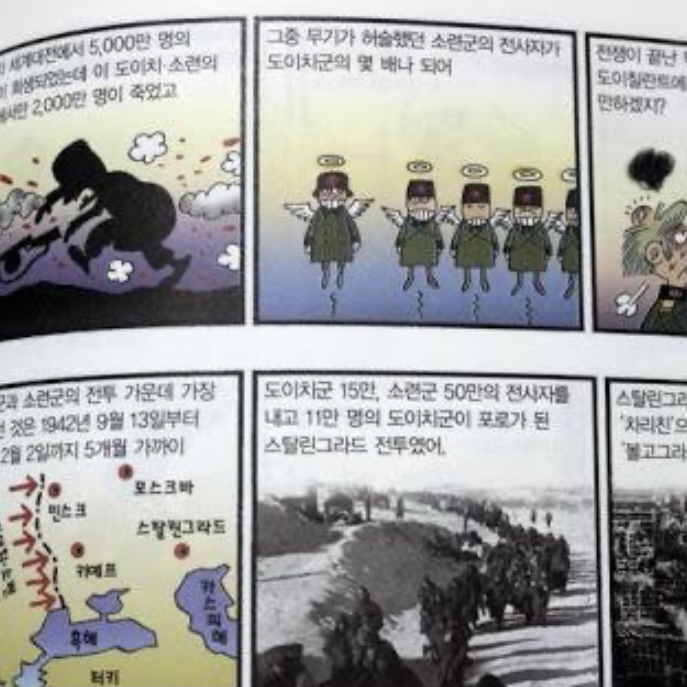 세계대전에서 5,000만 명의
희생되었는데 이 도이치·소련의
2,000만 명이 죽었고
그중 무기가 허술했던 소련군의 전사자가
도이치군의 몇 배나 되어
전쟁이 끝난
도이칠란트에
만하겠지?
소련군의 전투 가운데 가장
것은 1942년 9월 13일부터
2월 2일까지 5개월 가까이
모스크바
민스크
스탈린그라드
키예프
카스피해
흑해
터키
도이치군 15만, 소련군 50만의 전사자를
내고 11만 명의 도이치군이 포로가 된
스탈린그라드 전투였어.
스탈린그라
'차리친'으
'볼고그라